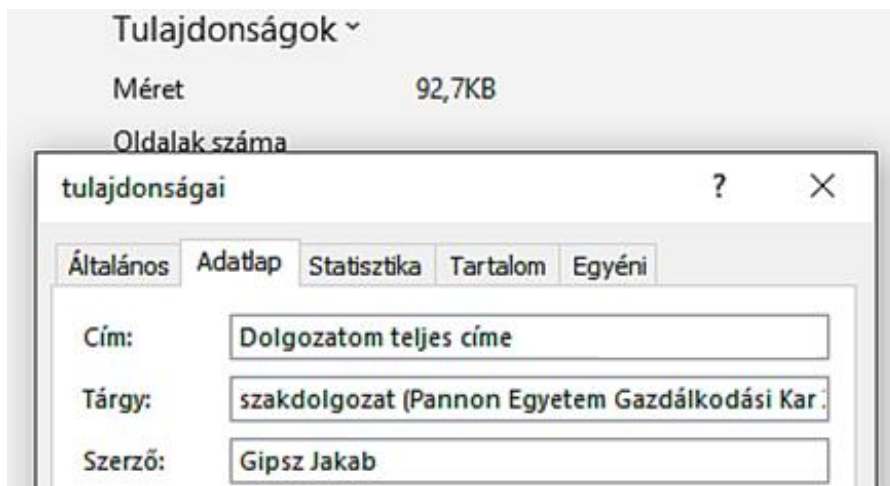 Tulajdonságok
Méret 92,7KB
Oldalak száma
tulajdonságai ? ×
Általános Adatlap Statisztika Tartalom Egyéni
Cím: Dolgozatom teljes címe
Tárgy: szakdolgozat (Pannon Egyetem Gazdálkodási Kar
Szerző: Gipsz Jakab